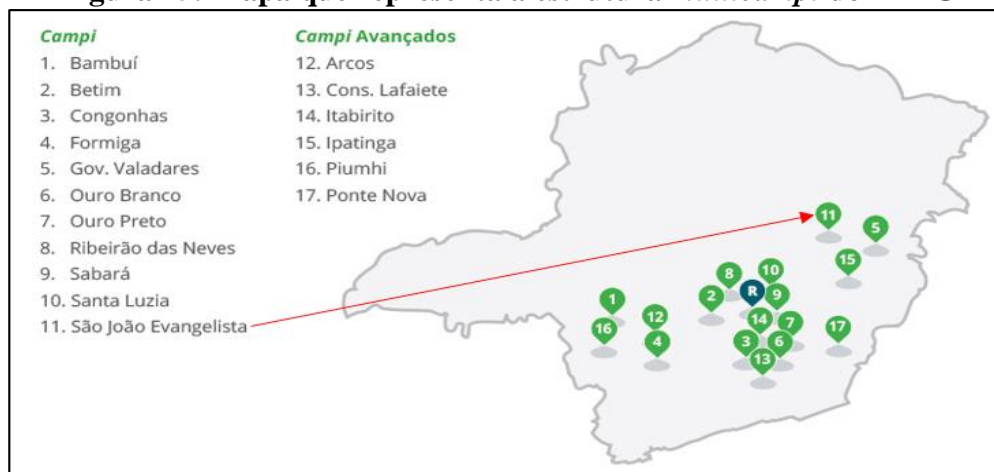 Campi
1. Bambuí
2. Betim
3. Congonhas
4. Formiga
5. Gov. Valadares
6. Ouro Branco
7. Ouro Preto
8. Ribeirão das Neves
9. Sabará
10. Santa Luzia
11. São João Evangelista
Campi Avançados
12. Arcos
13. Cons. Lafaiete
14. Itabirito
15. Ipatinga
16. Piumhi
17. Ponte Nova
11
5
15
8
10
R
9
2
1
12
14
7
17
16
4
3
6
13